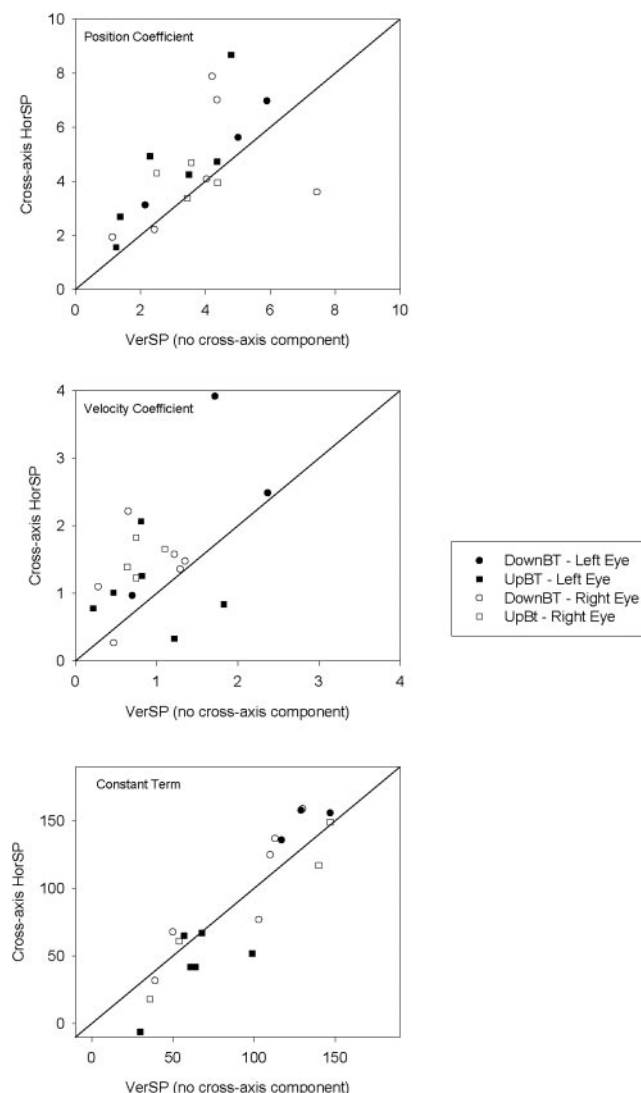 10
Position Coefficient
8
6
4
2
0
0 2 4 6 8 10
Cross-axis HorSP
VerSP (no cross-axis component)
4
Velocity Coefficient
3
2
1
0
0 1 2 3 4
Cross-axis HorSP
VerSP (no cross-axis component)
DownBT - Left Eye
UpBT - Left Eye
DownBT - Right Eye
UpBt - Right Eye
Constant Term
150
100
50
0
0 50 100 150
Cross-axis HorSP
VerSP (no cross-axis component)